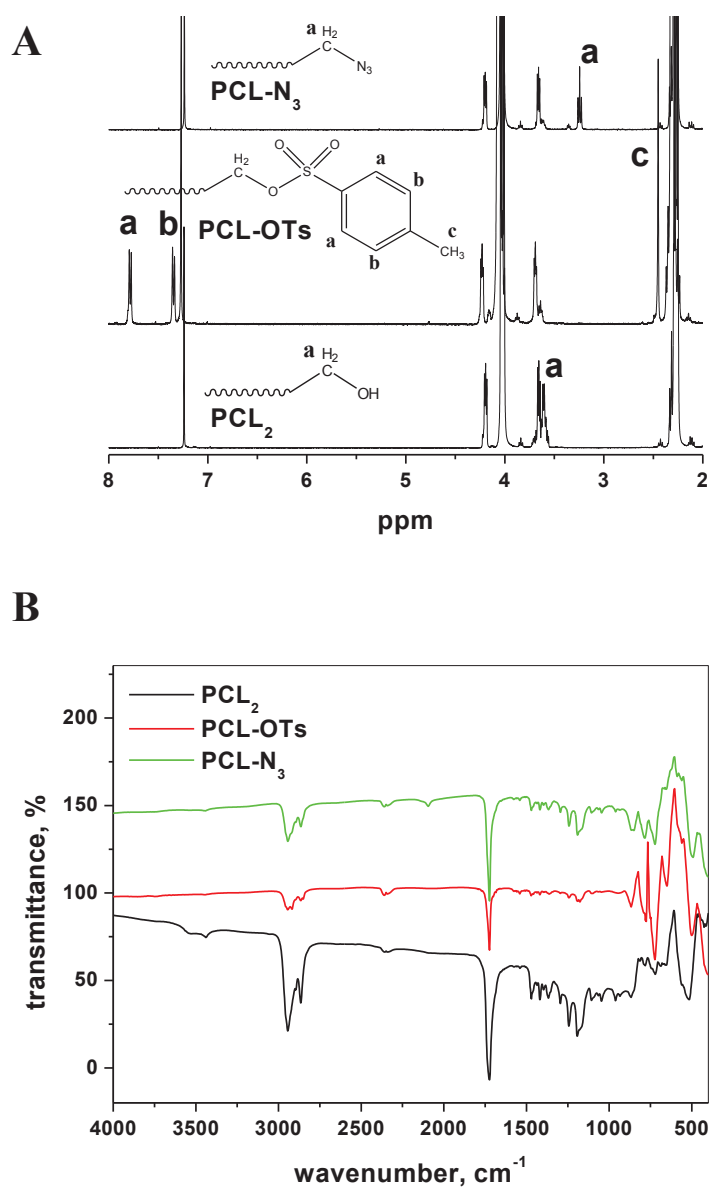 A
a H₂
C
N₃
PCL-N₃
a
O O
H₂
C S
O
a
b
a
b
c
CH₃
PCL-OTs
a b
c
a H₂
C
OH
PCL₂
a
8 7 6 5 4 3 2
ppm
B
PCL₂
PCL-OTs
PCL-N₃
200
150
100
50
0
transmittance, %
4000 3500 3000 2500 2000 1500 1000 500
wavenumber, cm⁻¹